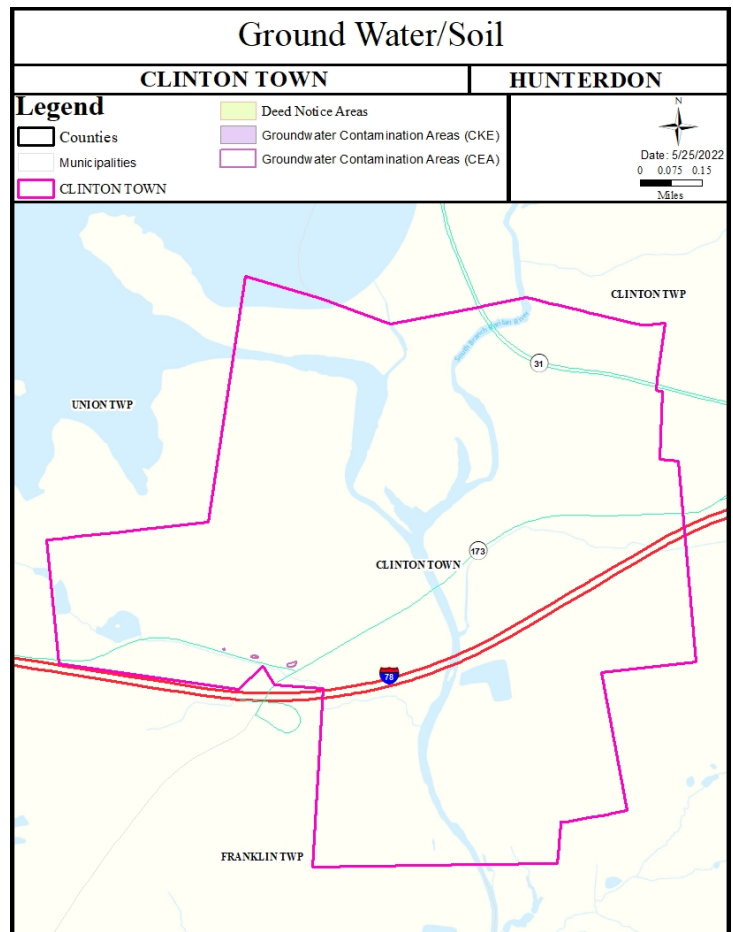 Ground Water/Soil
CLINTON TOWN
HUNTERDON
Legend
Counties
Municipalities
CLINTON TOWN
Deed Notice Areas
Groundwater Contamination Areas (CKE)
Groundwater Contamination Areas (CEA)
N
Date: 5/25/2022
0 0.075 0.15
Miles
CLINTON TWP
South Branch
31
UNION TWP
173
CLINTON TOWN
78
FRANKLIN TWP